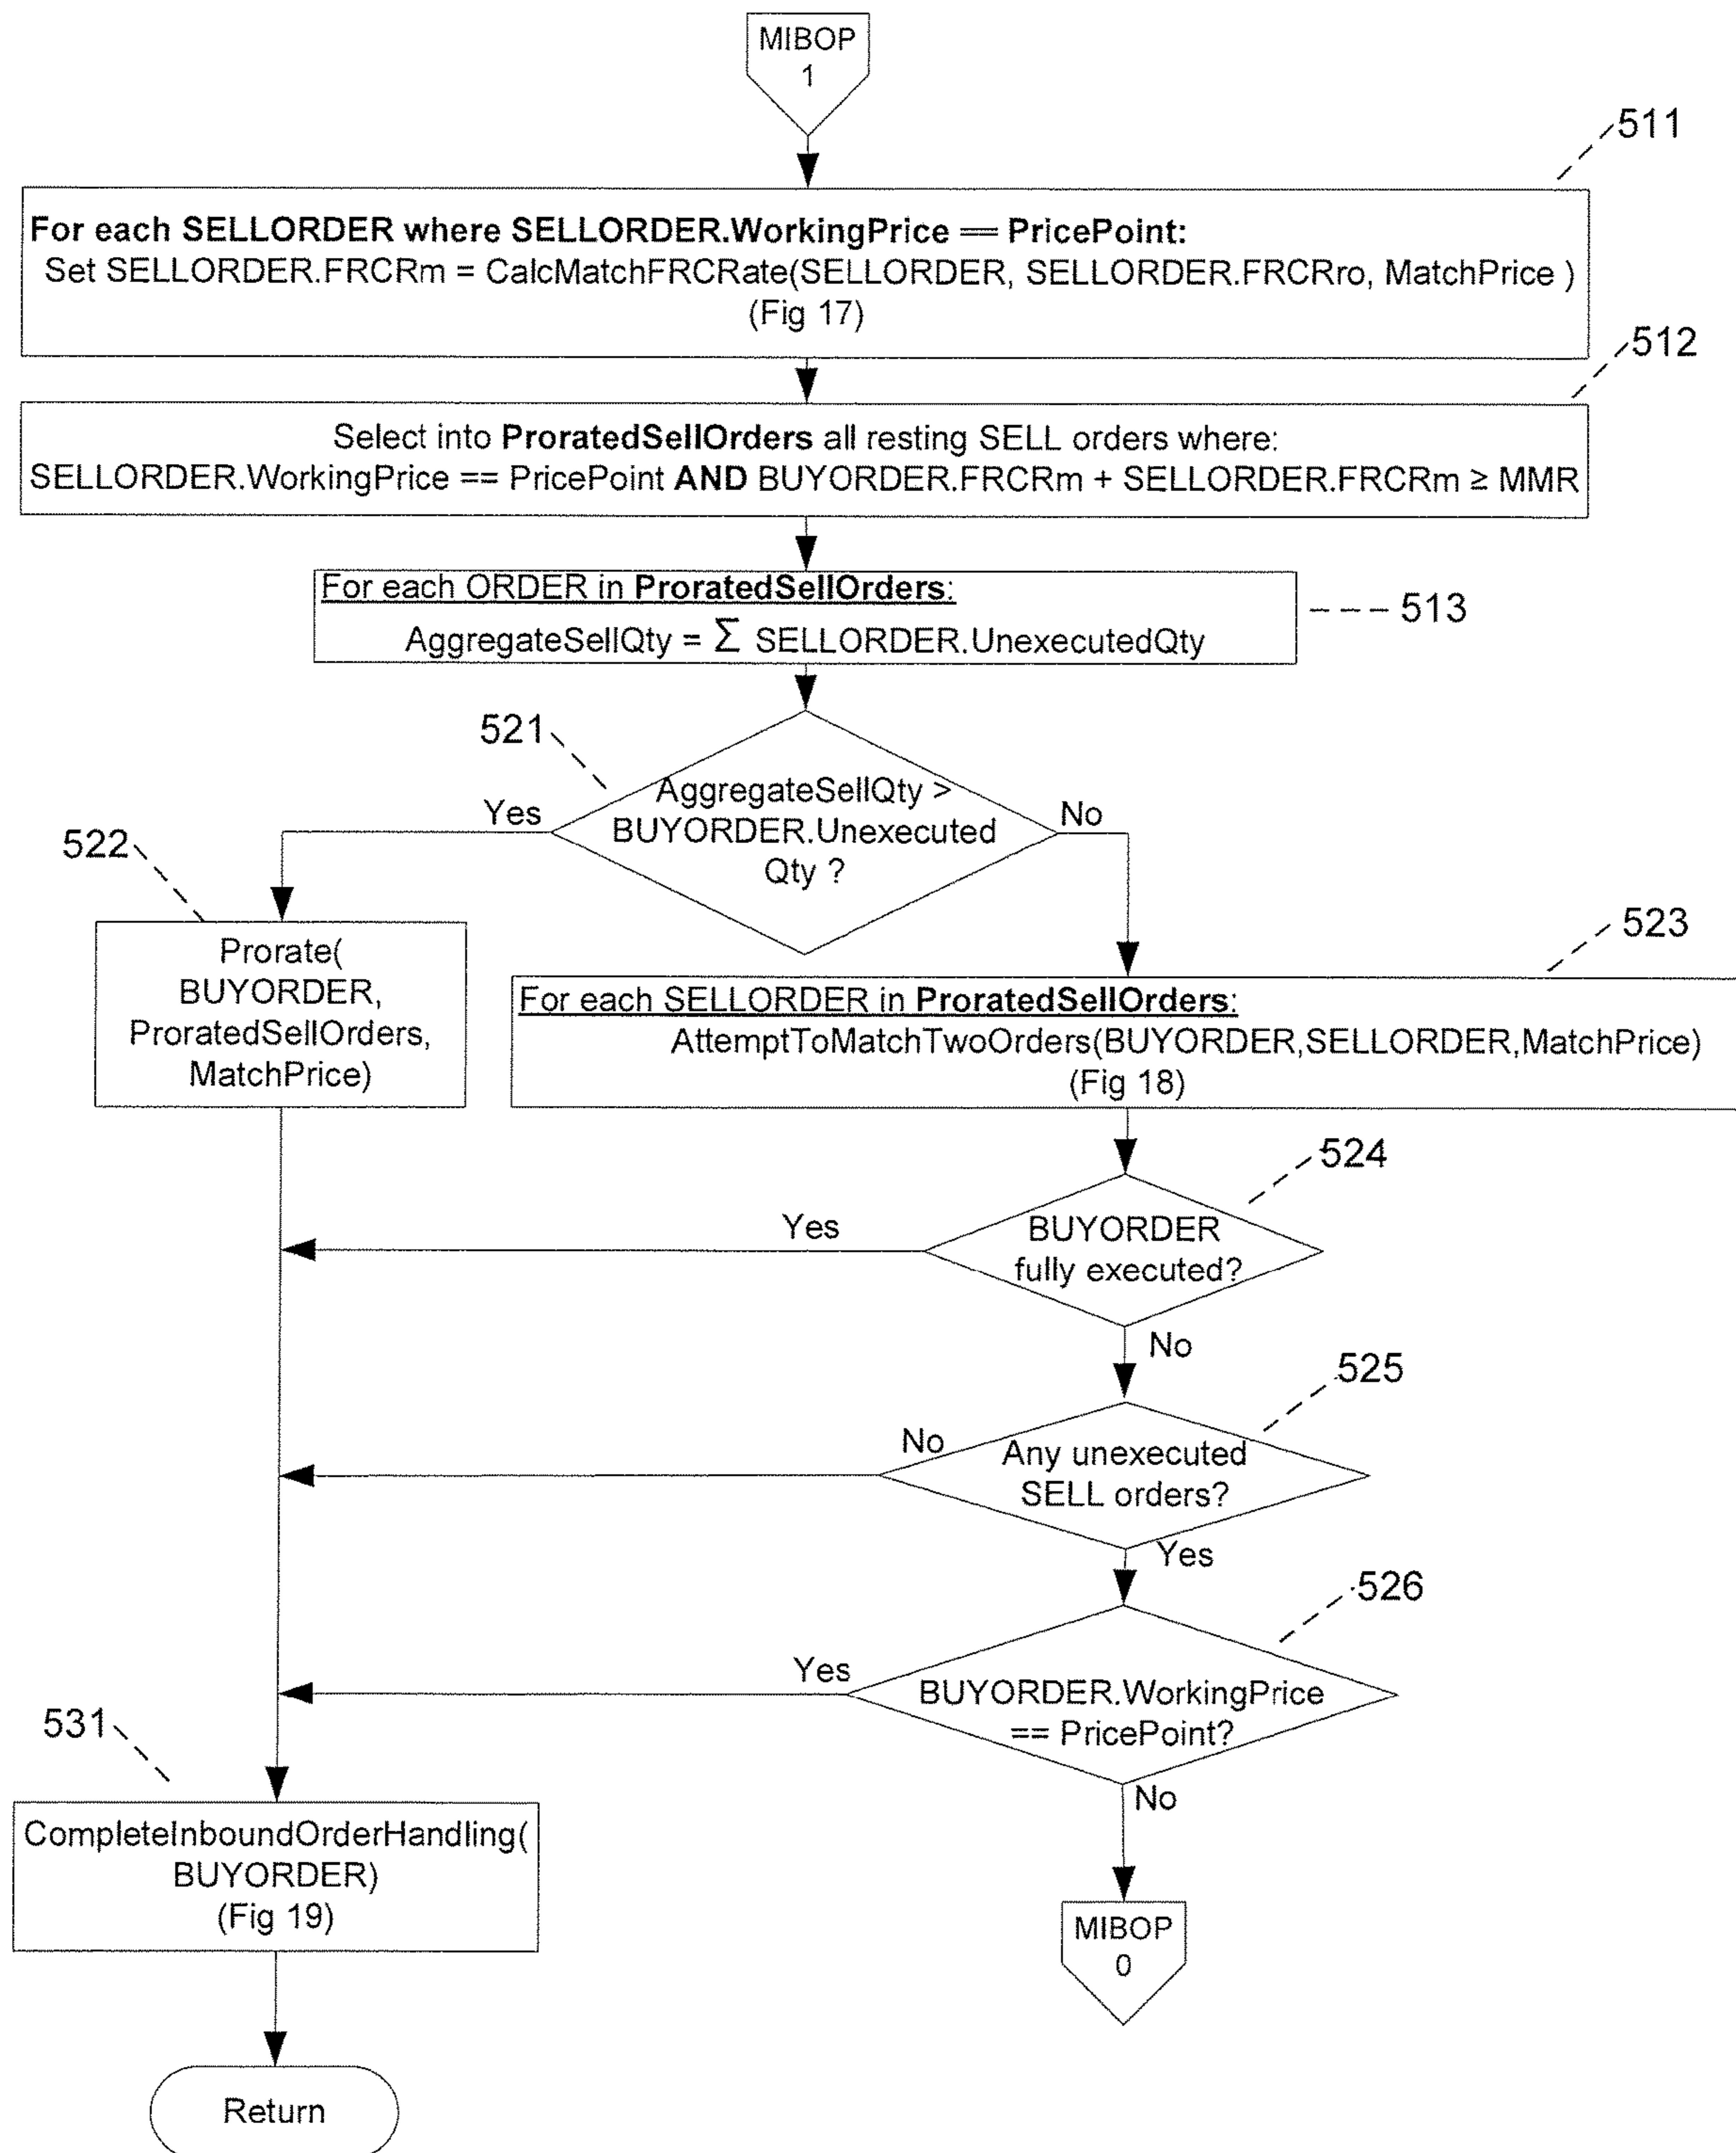 MIBOP
1
511
For each SELLORDER where SELLORDER.WorkingPrice == PricePoint:
Set SELLORDER.FRCRm = CalcMatchFRCRate(SELLORDER, SELLORDER.FRCRro, MatchPrice )
(Fig 17)
512
Select into ProratedSellOrders all resting SELL orders where:
SELLORDER.WorkingPrice == PricePoint AND BUYORDER.FRCRm + SELLORDER.FRCRm ≥ MMR
For each ORDER in ProratedSellOrders:
AggregateSellQty = Σ SELLORDER.UnexecutedQty
513
521
AggregateSellQty >
BUYORDER.Unexecuted
Qty ?
Yes
No
522
Prorate(
BUYORDER,
ProratedSellOrders,
MatchPrice)
523
For each SELLORDER in ProratedSellOrders:
AttemptToMatchTwoOrders(BUYORDER,SELLORDER,MatchPrice)
(Fig 18)
524
BUYORDER
fully executed?
Yes
No
525
Any unexecuted
SELL orders?
No
Yes
526
BUYORDER.WorkingPrice
== PricePoint?
Yes
No
531
CompleteInboundOrderHandling(
BUYORDER)
(Fig 19)
MIBOP
0
Return